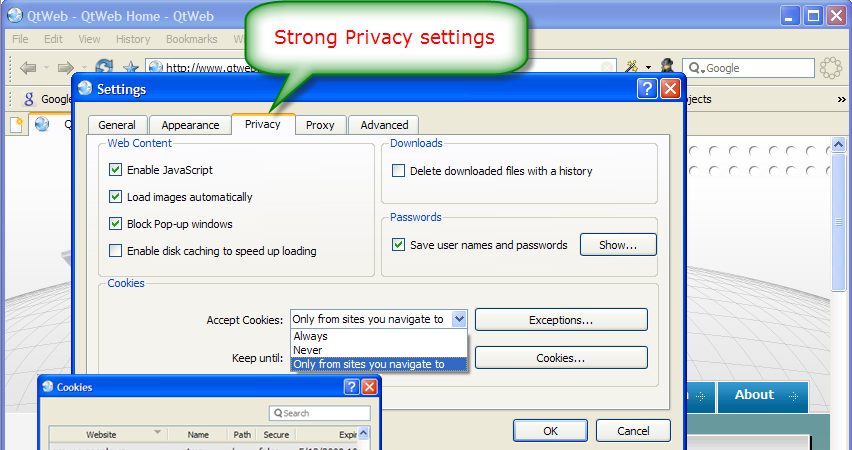 QtWeb - QtWeb Home - QtWeb
File Edit View History Bookmarks
Strong Privacy settings
http://www.qtweb
Google
Settings
Google
General Appearance Privacy Proxy Advanced
Web Content
Enable JavaScript
Load images automatically
Block Pop-up windows
Enable disk caching to speed up loading
Downloads
Delete downloaded files with a history
Passwords
Save user names and passwords Show...
Cookies
Accept Cookies: Only from sites you navigate to Exceptions...
Always
Never
Only from sites you navigate to
Keep until: Cookies...
Cookies
Search
Website Name Path Secure
About
OK Cancel